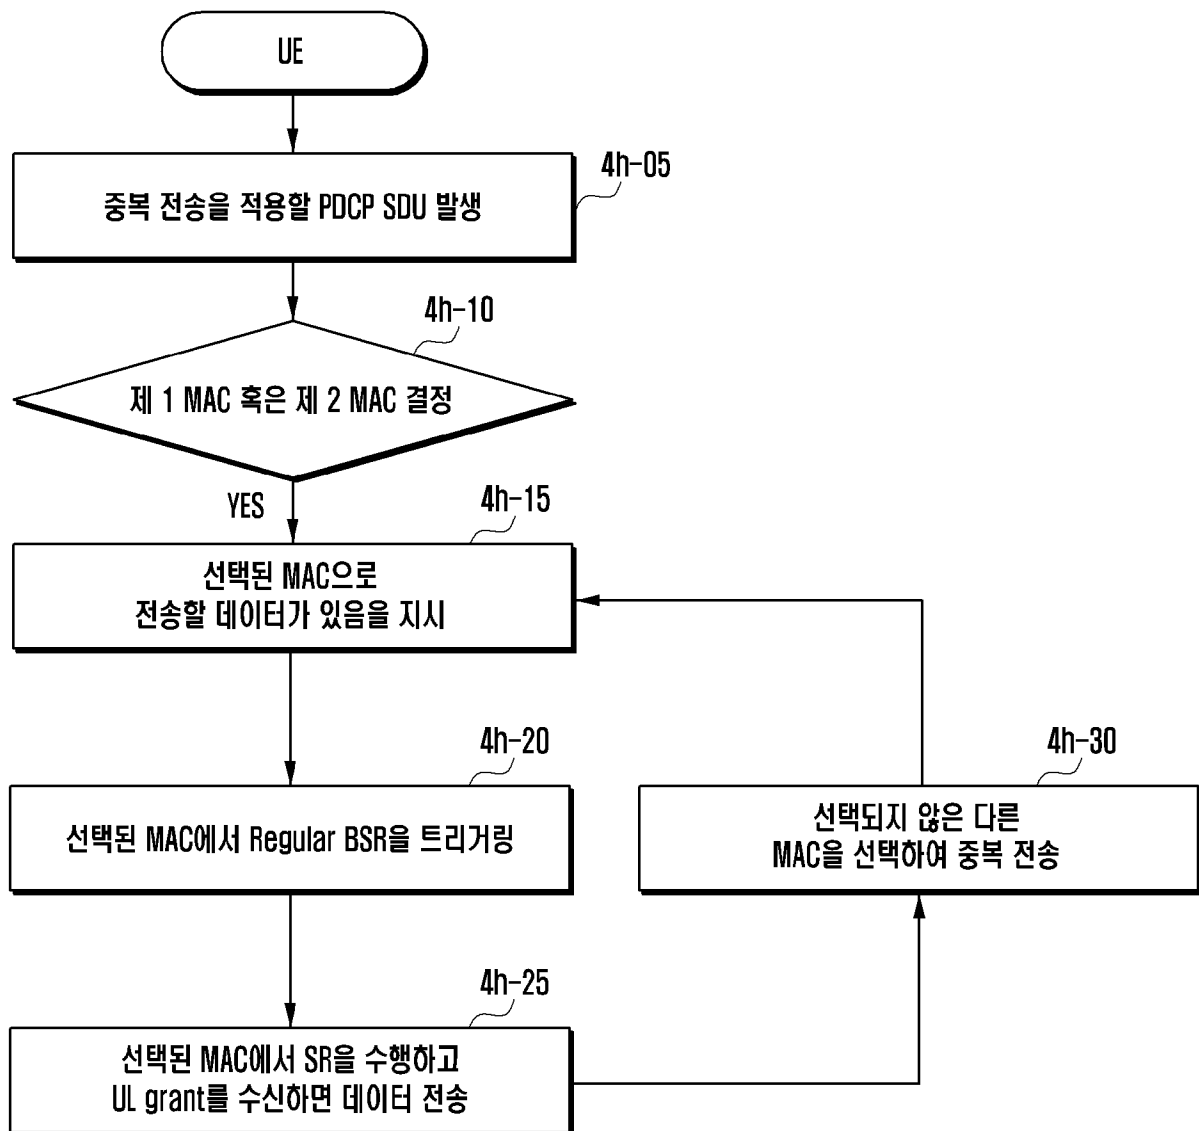 UE
4h-05
중복 전송을 적용할 PDCP SDU 발생
4h-10
제 1 MAC 혹은 제 2 MAC 결정
YES
4h-15
선택된 MAC으로
전송할 데이터가 있음을 지시
4h-20
선택된 MAC에서 Regular BSR을 트리거링
4h-30
선택되지 않은 다른
MAC을 선택하여 중복 전송
4h-25
선택된 MAC에서 SR을 수행하고
UL grant를 수신하면 데이터 전송